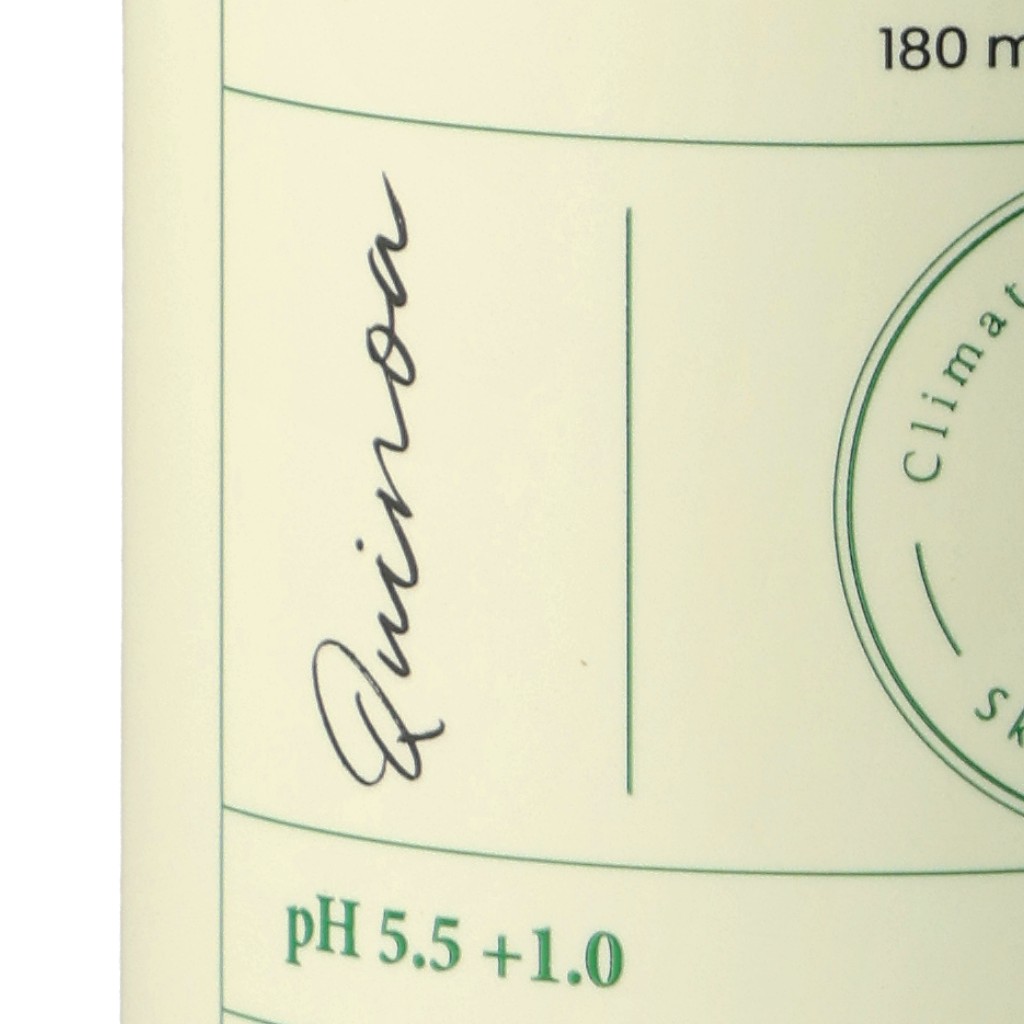 180 m
Quinoa
Climat
Sk
pH 5.5 +1.0